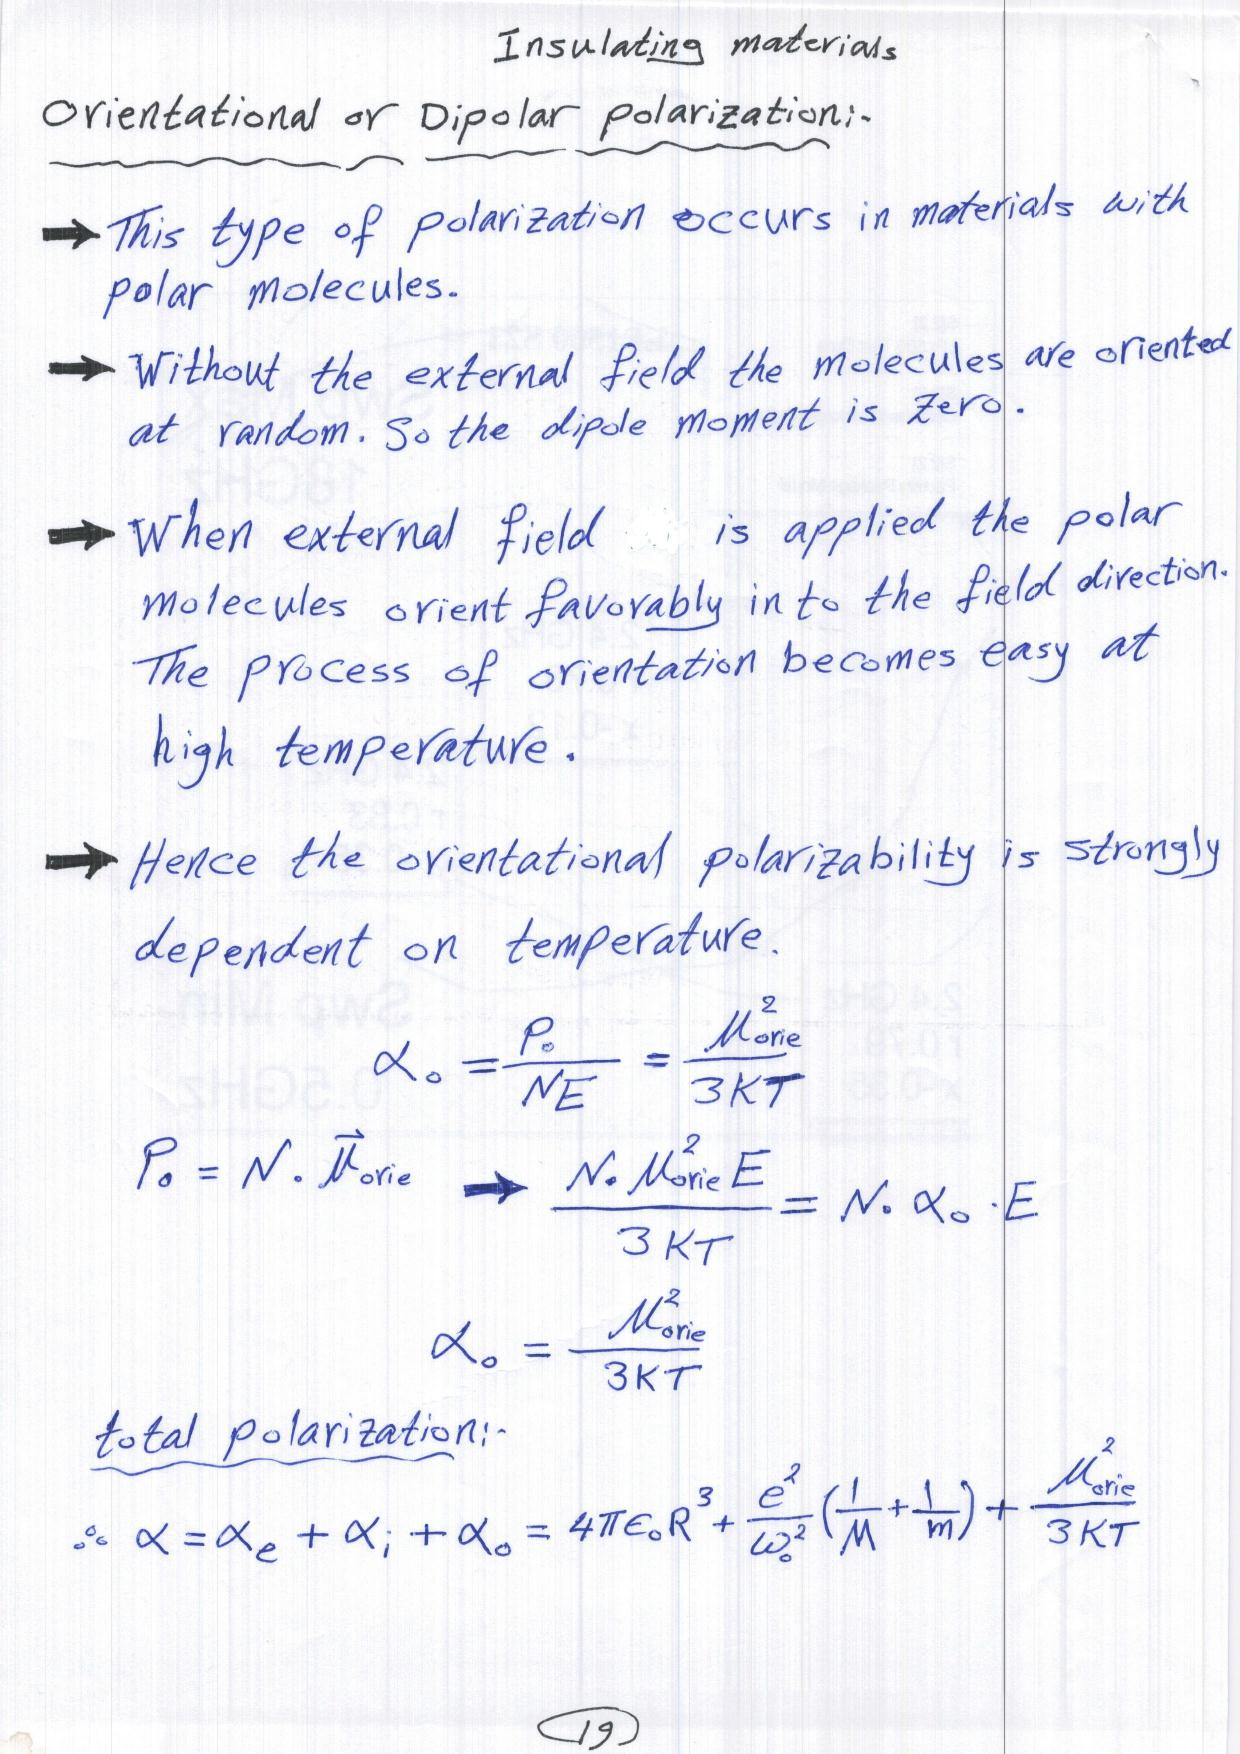 Insulating materials
Orientational or Dipolar polarization:-
➡ This type of polarization occurs in materials with
polar molecules.
➡ Without the external field the molecules are oriented
at random. So the dipole moment is zero.
➡ When external field is applied the polar
molecules orient favorably in to the field direction.
The process of orientation becomes easy at
high temperature.
➡ Hence the orientational polarizability is strongly
dependent on temperature.
α₀ = P₀/NE = μ²orie/3KT
P₀ = N. μ⃗orie ➡ N. μ²orie E/3KT = N. α₀ . E
α₀ = μ²orie/3KT
total polarization:-
∴ α = αe + αi + α₀ = 4πε₀R³ + e²/ω₀² (1/M + 1/m) + μ²orie/3KT
19